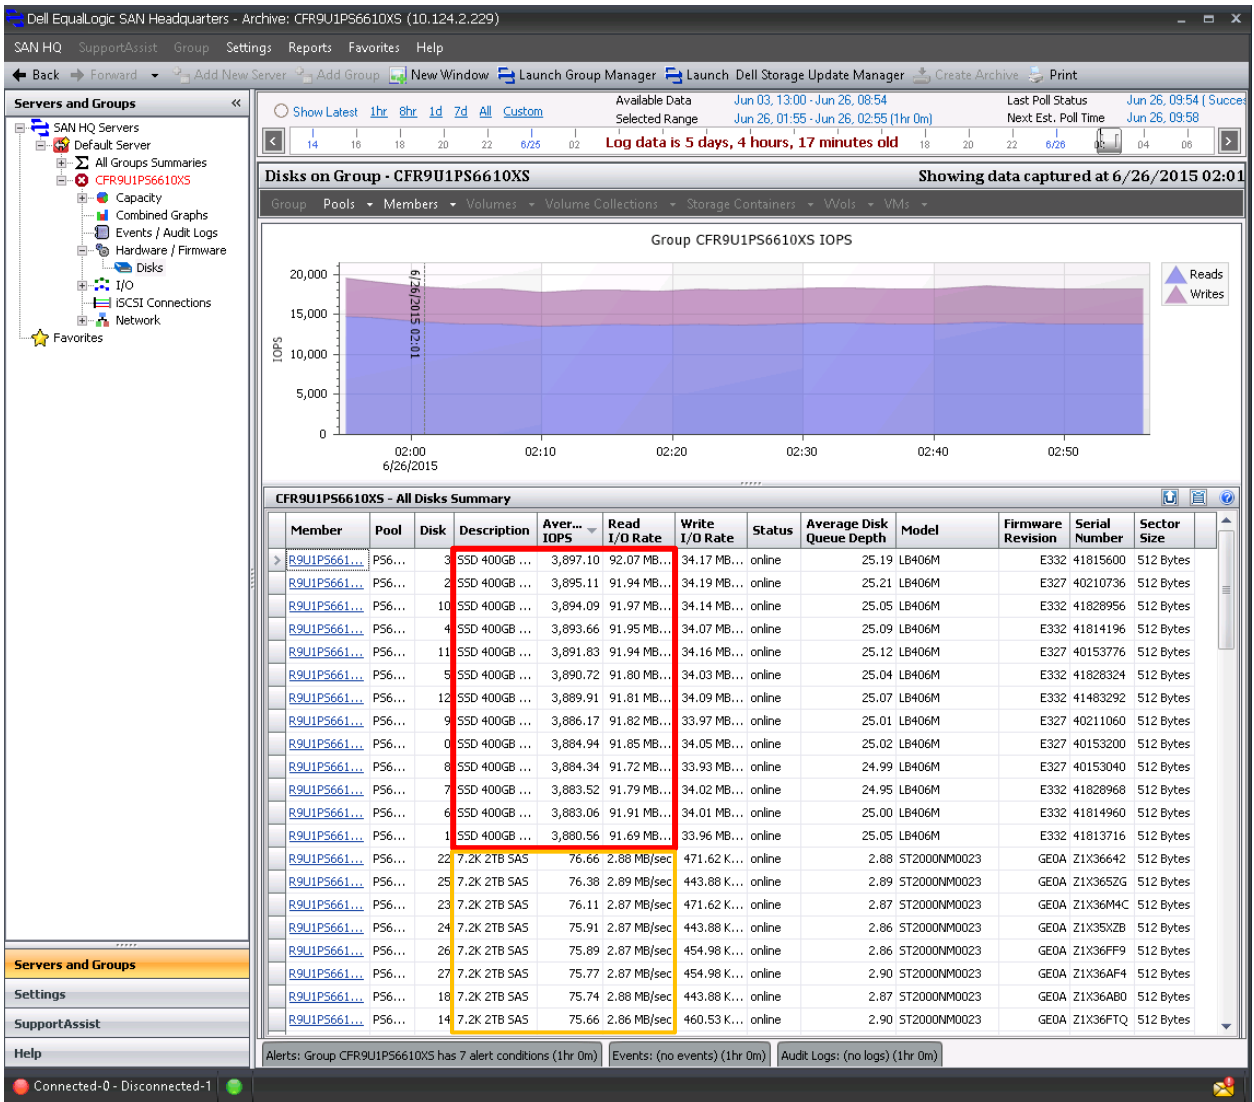 Dell EqualLogic SAN Headquarters - Archive: CFR9U1PS6610XS (10.124.2.229)
SAN HQ SupportAssist Group Settings Reports Favorites Help
Back Forward Add New Server Add Group New Window Launch Group Manager Launch Dell Storage Update Manager Create Archive Print
Servers and Groups «
SAN HQ Servers
Default Server
All Groups Summaries
CFR9U1PS6610XS
Capacity
Combined Graphs
Events / Audit Logs
Hardware / Firmware
Disks
I/O
iSCSI Connections
Network
Favorites
Servers and Groups
Settings
SupportAssist
Help
Show Latest 1hr 8hr 1d 7d All Custom
Available Data Jun 03, 13:00 - Jun 26, 08:54 Last Poll Status Jun 26, 09:54 ( Succes
Selected Range Jun 26, 01:55 - Jun 26, 02:55 (1hr 0m) Next Est. Poll Time Jun 26, 09:58
14 16 18 20 22 6/25 02 Log data is 5 days, 4 hours, 17 minutes old 18 20 22 6/26 04 06
Disks on Group - CFR9U1PS6610XS Showing data captured at 6/26/2015 02:01
Group Pools Members Volumes Volume Collections Storage Containers VVols VMs
Group CFR9U1PS6610XS IOPS
20,000
15,000
10,000
5,000
0
IOPS
6/26/2015 02:01
Reads
Writes
02:00 02:10 02:20 02:30 02:40 02:50
6/26/2015
CFR9U1PS6610XS - All Disks Summary
Member Pool Disk Description Aver... IOPS Read I/O Rate Write I/O Rate Status Average Disk Queue Depth Model Firmware Revision Serial Number Sector Size
R9U1PS661... PS6... 3 SSD 400GB ... 3,897.10 92.07 MB... 34.17 MB... online 25.19 LB406M E332 41815600 512 Bytes
R9U1PS661... PS6... 2 SSD 400GB ... 3,895.11 91.94 MB... 34.19 MB... online 25.21 LB406M E327 40210736 512 Bytes
R9U1PS661... PS6... 10 SSD 400GB ... 3,894.09 91.97 MB... 34.14 MB... online 25.05 LB406M E332 41828956 512 Bytes
R9U1PS661... PS6... 4 SSD 400GB ... 3,893.66 91.95 MB... 34.07 MB... online 25.09 LB406M E332 41814196 512 Bytes
R9U1PS661... PS6... 11 SSD 400GB ... 3,891.83 91.94 MB... 34.16 MB... online 25.12 LB406M E327 40153776 512 Bytes
R9U1PS661... PS6... 5 SSD 400GB ... 3,890.72 91.80 MB... 34.03 MB... online 25.04 LB406M E332 41828324 512 Bytes
R9U1PS661... PS6... 12 SSD 400GB ... 3,889.91 91.81 MB... 34.09 MB... online 25.07 LB406M E332 41483292 512 Bytes
R9U1PS661... PS6... 9 SSD 400GB ... 3,886.17 91.82 MB... 33.97 MB... online 25.01 LB406M E327 40211060 512 Bytes
R9U1PS661... PS6... 0 SSD 400GB ... 3,884.94 91.85 MB... 34.05 MB... online 25.02 LB406M E327 40153200 512 Bytes
R9U1PS661... PS6... 8 SSD 400GB ... 3,884.34 91.72 MB... 33.93 MB... online 24.99 LB406M E327 40153040 512 Bytes
R9U1PS661... PS6... 7 SSD 400GB ... 3,883.52 91.79 MB... 34.02 MB... online 24.95 LB406M E332 41828968 512 Bytes
R9U1PS661... PS6... 6 SSD 400GB ... 3,883.06 91.91 MB... 34.01 MB... online 25.00 LB406M E332 41814960 512 Bytes
R9U1PS661... PS6... 1 SSD 400GB ... 3,880.56 91.69 MB... 33.96 MB... online 25.05 LB406M E332 41813716 512 Bytes
R9U1PS661... PS6... 22 7.2K 2TB SAS 76.66 2.88 MB/sec 471.62 K... online 2.88 ST2000NM0023 GE0A Z1X36642 512 Bytes
R9U1PS661... PS6... 25 7.2K 2TB SAS 76.38 2.89 MB/sec 443.88 K... online 2.89 ST2000NM0023 GE0A Z1X365ZG 512 Bytes
R9U1PS661... PS6... 23 7.2K 2TB SAS 76.11 2.87 MB/sec 471.62 K... online 2.87 ST2000NM0023 GE0A Z1X36M4C 512 Bytes
R9U1PS661... PS6... 24 7.2K 2TB SAS 75.91 2.87 MB/sec 443.88 K... online 2.86 ST2000NM0023 GE0A Z1X35XZB 512 Bytes
R9U1PS661... PS6... 26 7.2K 2TB SAS 75.89 2.87 MB/sec 454.98 K... online 2.86 ST2000NM0023 GE0A Z1X36FF9 512 Bytes
R9U1PS661... PS6... 27 7.2K 2TB SAS 75.77 2.87 MB/sec 454.98 K... online 2.90 ST2000NM0023 GE0A Z1X36AF4 512 Bytes
R9U1PS661... PS6... 18 7.2K 2TB SAS 75.74 2.88 MB/sec 443.88 K... online 2.87 ST2000NM0023 GE0A Z1X36AB0 512 Bytes
R9U1PS661... PS6... 14 7.2K 2TB SAS 75.66 2.86 MB/sec 460.53 K... online 2.90 ST2000NM0023 GE0A Z1X36FTQ 512 Bytes
Alerts: Group CFR9U1PS6610XS has 7 alert conditions (1hr 0m) Events: (no events) (1hr 0m) Audit Logs: (no logs) (1hr 0m)
Connected-0 - Disconnected-1